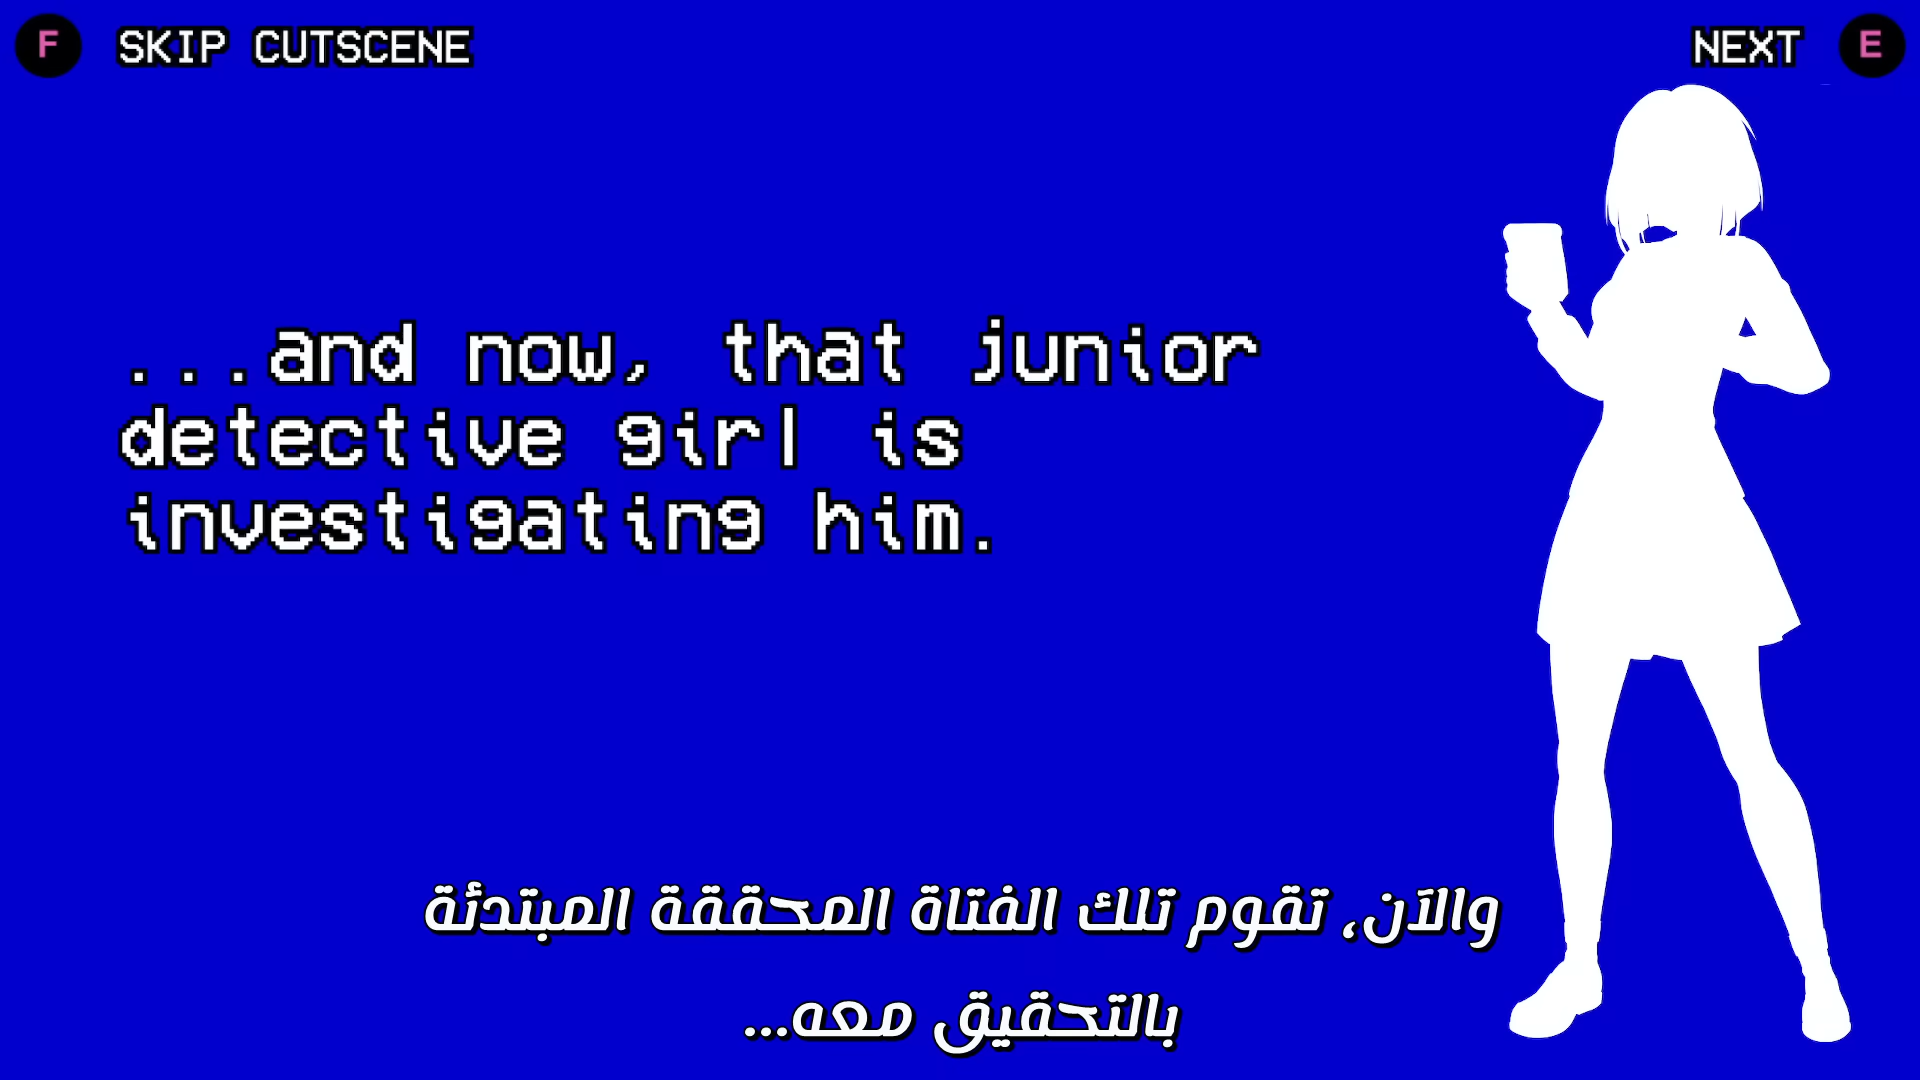 F SKIP CUTSCENE
NEXT E
...and now, that junior
detective girl is
investigating him.
والآن، تقوم تلك الفتاة المحققة المبتدئة
بالتحقيق معه...